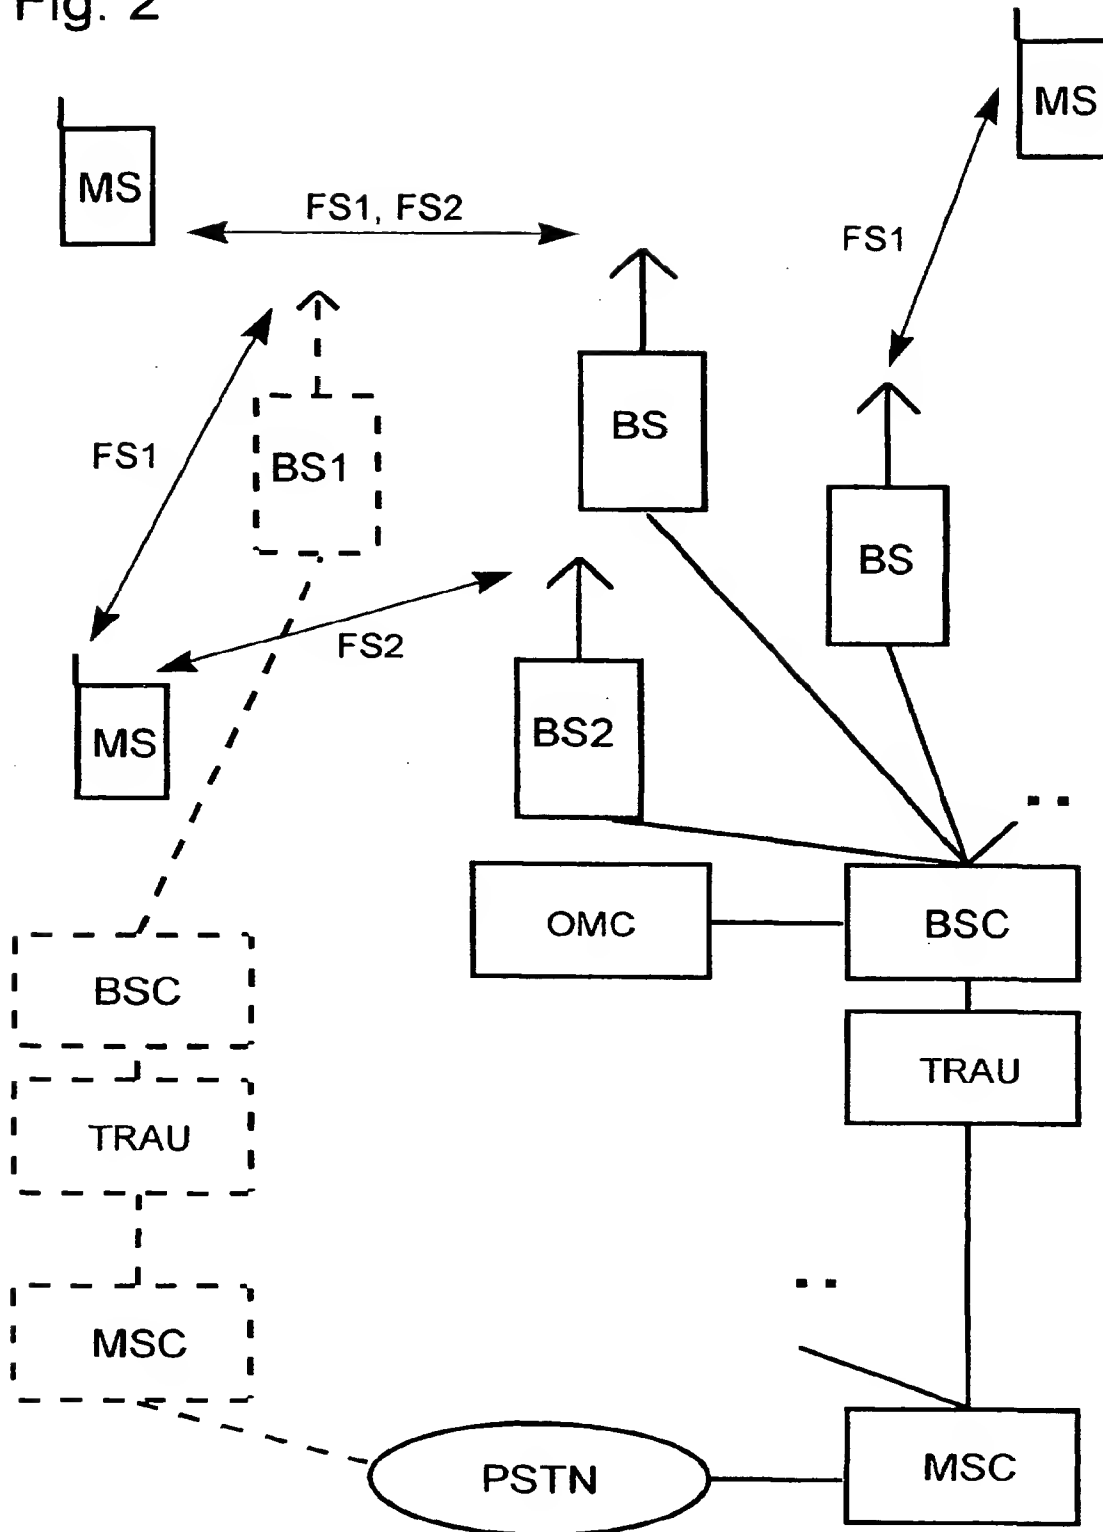 Fig. 2
MS
MS
FS1, FS2
FS1
BS
FS1
BS1
BS
FS2
BS2
MS
OMC
BSC
BSC
TRAU
TRAU
MSC
PSTN
MSC